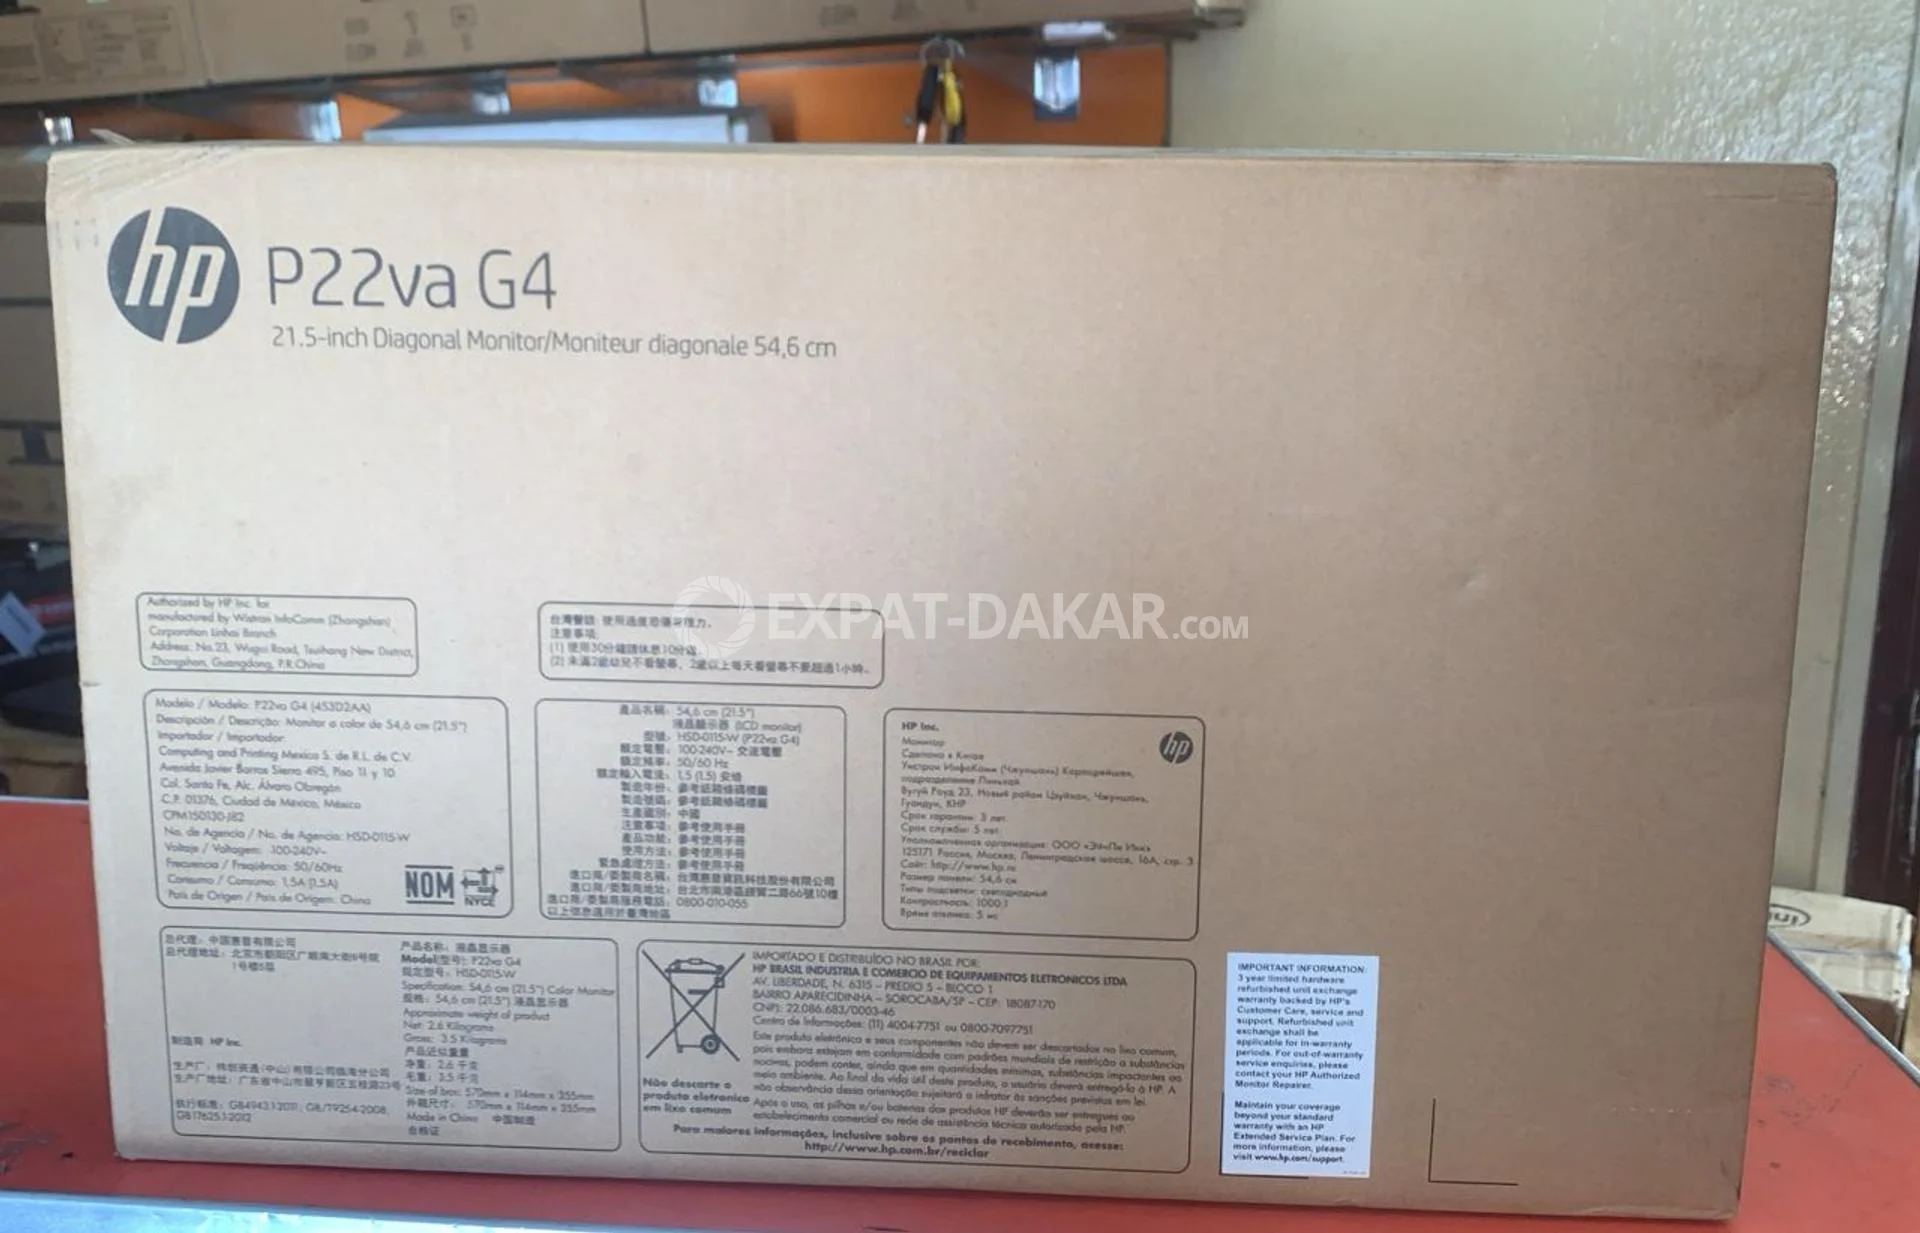 hp
P22va G4
21.5-inch Diagonal Monitor/Moniteur diagonale 54,6 cm
EXPAT-DAKAR.com
Authorized by HP Inc. for
manufactured by Wistron InfoComm (Zhongshan)
Corporation Linhai Branch
Address: No.23, Wugui Road, Tsuihang New District,
Zhongshan, Guangdong, P.R.China
台灣警語: 使用過度恐傷視力.
注意事項:
(1) 使用30分鐘請休息10分鐘.
(2) 未滿2歲幼兒不看螢幕, 2歲以上每天看螢幕不要超過1小時.
Modelo / Modelo: P22va G4 (453D2AA)
Descripción / Descrição: Monitor a color de 54,6 cm (21.5")
Importador / Importador:
Computing and Printing Mexico S. de R.L. de C.V.
Avenida Javier Barros Sierra 495, Piso 11 y 10
Col. Santa Fe, Alc. Álvaro Obregón
C.P. 01376, Ciudad de México, México
CPM150130-J82
No. de Agencia / No. de Agencia: HSD-0115-W
Voltaje / Voltagem: 100-240V~
Frecuencia / Freqüência: 50/60Hz
Consumo / Consumo: 1,5A (1.5A)
País de Origen / País de Origem: China
NOM
NYCE
產品名稱: 54,6 cm (21.5")
液晶顯示器 (LCD monitor)
型號: HSD-0115-W (P22va G4)
額定電壓: 100-240V~ 交流電壓
額定頻率: 50/60 Hz
額定輸入電流: 1,5 (1.5) 安培
製造年份: 參考紙箱條碼標籤
製造號碼: 參考紙箱條碼標籤
生產國別: 中國
注意事項: 參考使用手冊
產品功能: 參考使用手冊
使用方法: 參考使用手冊
緊急處理方法: 參考使用手冊
進口商/委製商名稱: 台灣惠普資訊科技股份有限公司
進口商/委製商地址: 台北市南港區經貿二路66號10樓
進口商/委製商服務電話: 0800-010-055
以上信息適用於臺灣地區
HP Inc.
Монитор
Сделано в Китае
Уистрон ИнфоКомм (Чжуншань) Корпорейшен,
подразделение Линьхай
Вугуй Роуд 23, Новый район Цуйхан, Чжуншань,
Гуандун, КНР
Срок гарантии: 3 лет
Срок службы: 5 лет
Уполномоченная организация: ООО «ЭйчПи Инк»
125171 Россия, Москва, Ленинградское шоссе, 16А, стр. 3
Сайт: http://www.hp.ru
Размер панели: 54,6 см
Типы подсветки: светодиодный
Контрастность: 1000:1
Время отклика: 5 мс
hp
总代理: 中国惠普有限公司
总代理地址: 北京市朝阳区广顺南大街8号院
1号楼5层
制造商 HP Inc.
生产厂: 纬创资通(中山)有限公司临海分公司
生产厂地址: 广东省中山市翠亨新区五桂路23号
执行标准: GB4943.1-2011; GB/T9254-2008;
GB17625.1-2012
产品名称: 液晶显示器
Model(型号): P22va G4
规定型号: HSD-0115-W
Specification: 54,6 cm (21.5") Color Monitor
规格: 54,6 cm (21.5") 液晶显示器
Approximate weight of product
Net: 2.6 Kilograms
Gross: 3.5 Kilograms
产品近似重量
净重: 2.6 千克
毛重: 3.5 千克
Size of box: 570mm x 114mm x 355mm
外箱尺寸: 570mm x 114mm x 355mm
Made in China 中国制造
合格证
Não descarte o
produto eletronico
em lixo comum
IMPORTADO E DISTRIBUÍDO NO BRASIL POR:
HP BRASIL INDUSTRIA E COMERCIO DE EQUIPAMENTOS ELETRONICOS LTDA
AV. LIBERDADE, N. 6315 – PREDIO 5 – BLOCO 1
BAIRRO APARECIDINHA – SOROCABA/SP – CEP: 18087-170
CNPJ: 22.086.683/0003-46
Centro de Informações: (11) 4004-7751 ou 0800-7097751
Este produto eletrônico e seus componentes não devem ser descartados no lixo comum,
pois embora estejam em conformidade com padrões mundiais de restrição a substâncias
nocivas, podem conter, ainda que em quantidades mínimas, substâncias impactantes ao
meio ambiente. Ao final da vida útil deste produto, o usuário deverá entregá-lo à HP. A
não observância dessa orientação sujeitará o infrator às sanções previstas em lei.
Após o uso, as pilhas e/ou baterias dos produtos HP deverão ser entregues ao
estabelecimento comercial ou rede de assistência técnica autorizada pela HP.
Para maiores informações, inclusive sobre os pontos de recebimento, acesse:
http://www.hp.com.br/reciclar
IMPORTANT INFORMATION:
3 year limited hardware
refurbished unit exchange
warranty backed by HP's
Customer Care, service and
support. Refurbished unit
exchange shall be
applicable for in-warranty
periods. For out-of-warranty
service enquiries, please
contact your HP Authorized
Monitor Repairer.
Maintain your coverage
beyond your standard
warranty with an HP
Extended Service Plan. For
more information, please
visit www.hp.com/support.